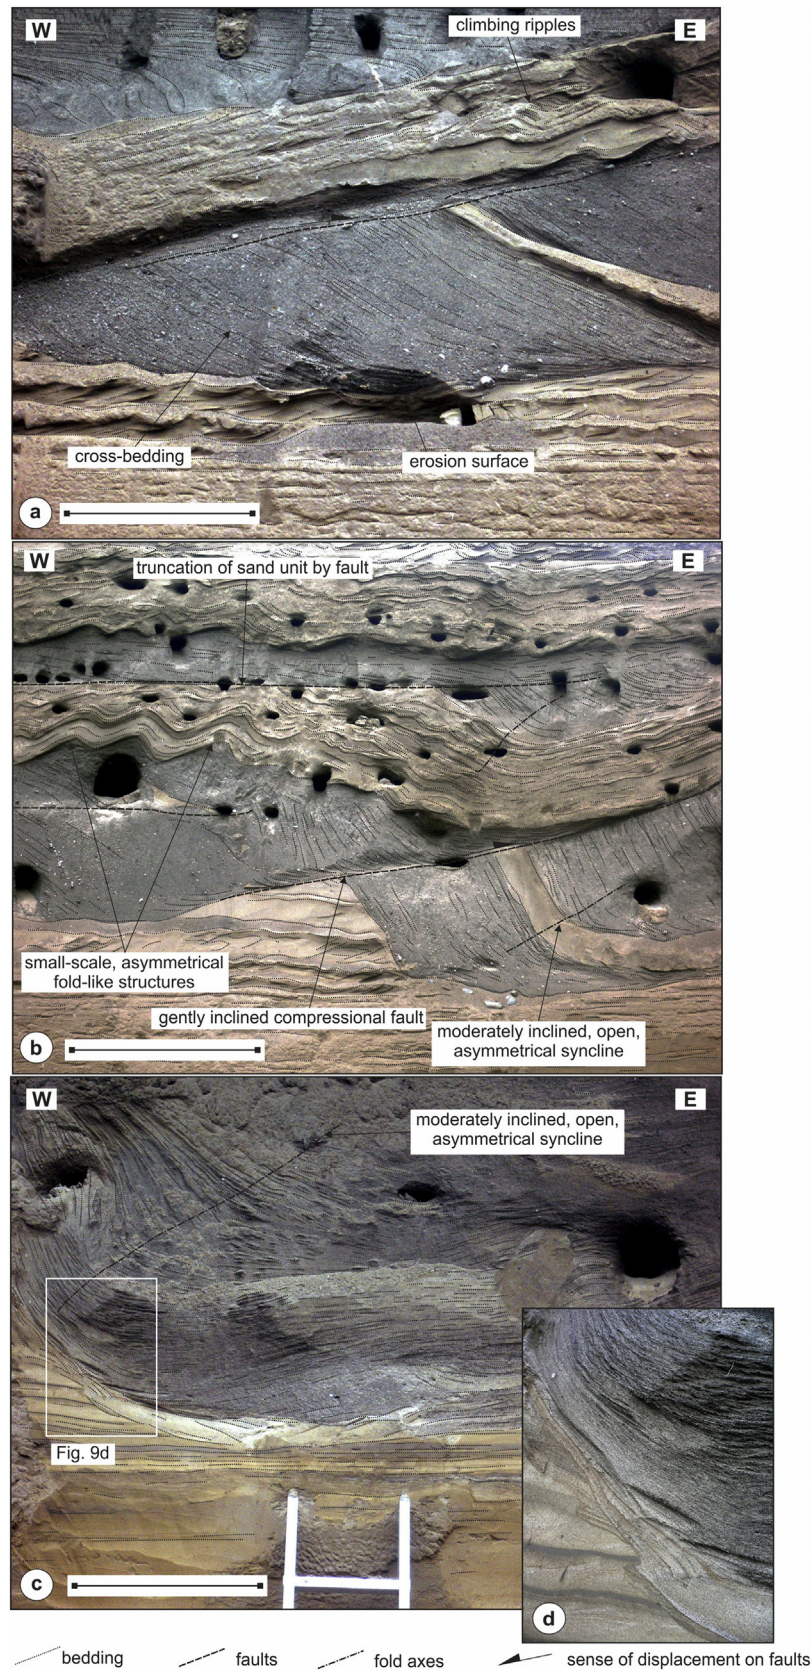 W
climbing ripples
E
cross-bedding
erosion surface
a
W
truncation of sand unit by fault
E
small-scale, asymmetrical
fold-like structures
gently inclined compressional fault
moderately inclined, open,
asymmetrical syncline
b
W
moderately inclined, open,
asymmetrical syncline
E
Fig. 9d
c
d
bedding
faults
fold axes
sense of displacement on faults